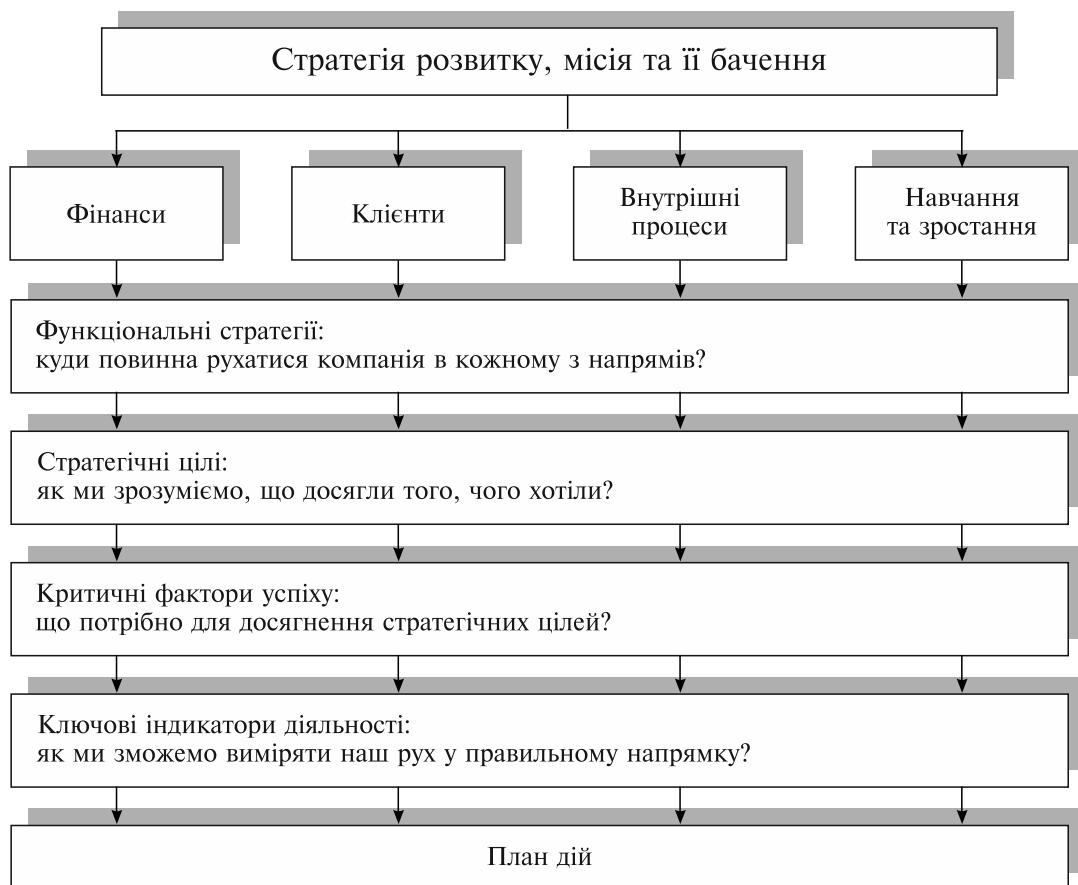 Стратегія розвитку, місія та її бачення
Фінанси
Клієнти
Внутрішні
процеси
Навчання
та зростання
Функціональні стратегії:
куди повинна рухатися компанія в кожному з напрямів?
Стратегічні цілі:
як ми зрозуміємо, що досягли того, чого хотіли?
Критичні фактори успіху:
що потрібно для досягнення стратегічних цілей?
Ключові індикатори діяльності:
як ми зможемо виміряти наш рух у правильному напрямку?
План дій